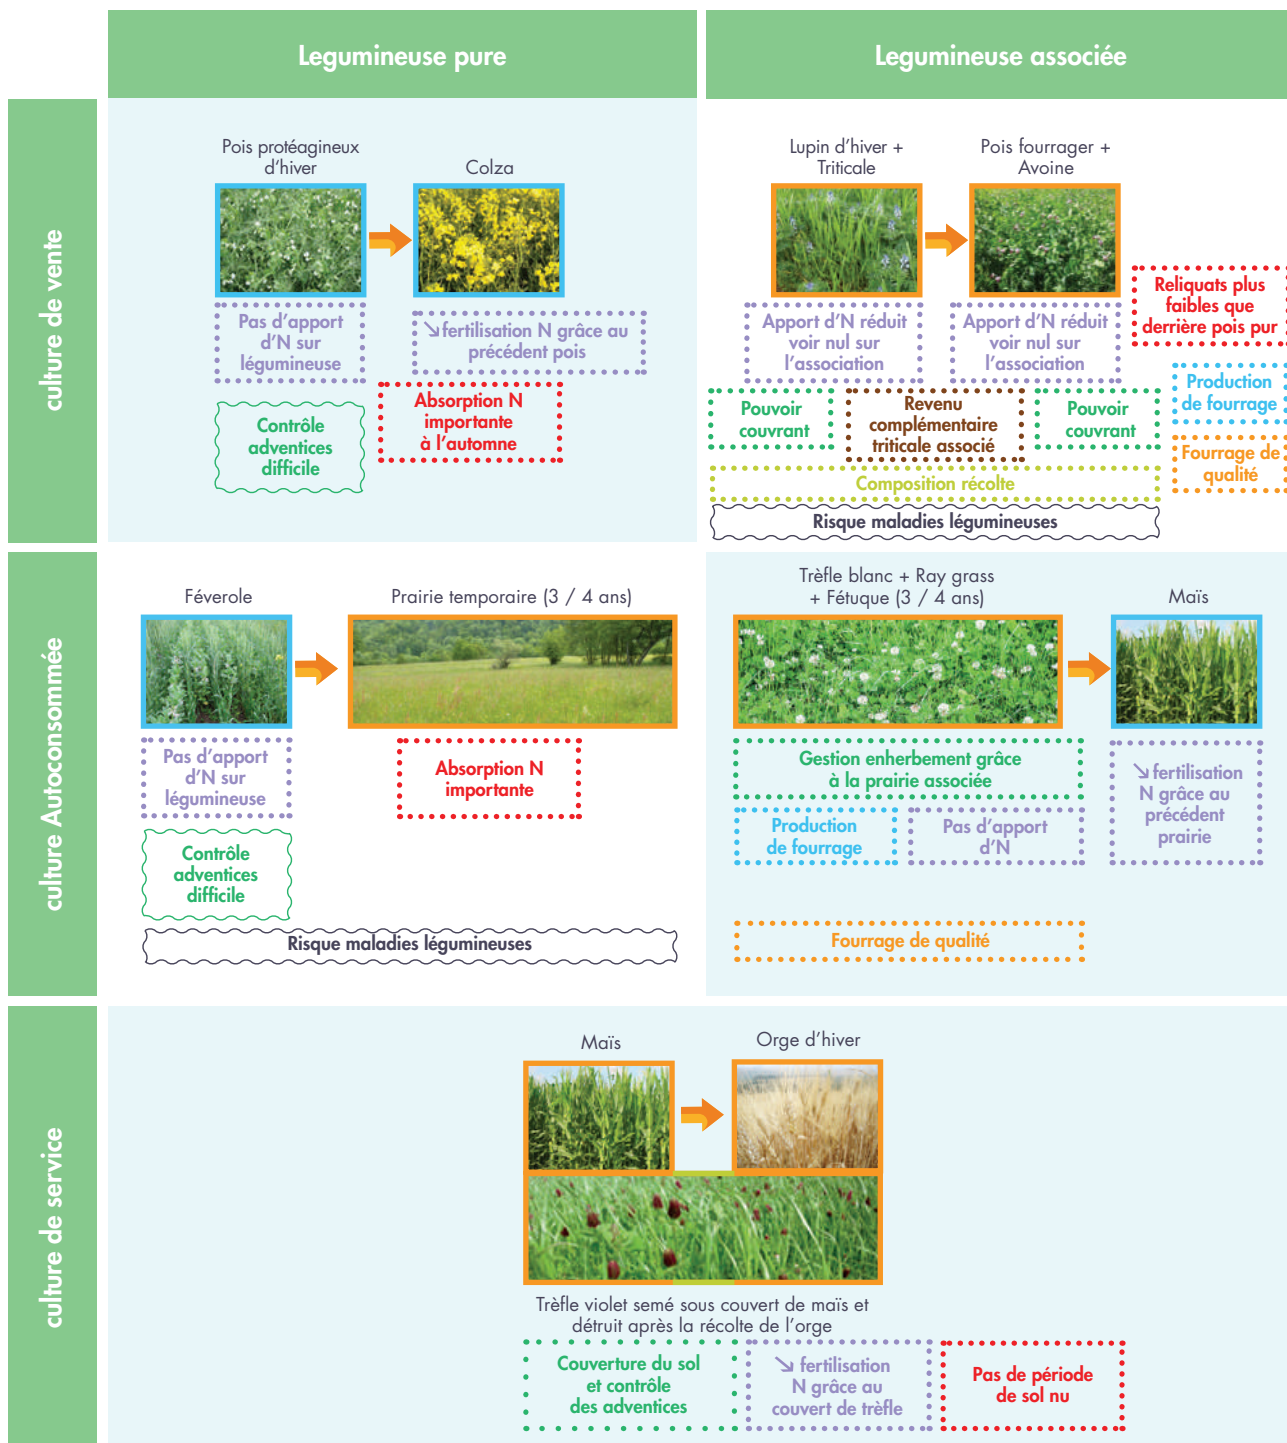 Legumineuse pure
Legumineuse associée
culture de vente
Pois protéagineux
d'hiver
Colza
Pas d'apport
d'N sur
légumineuse
↘ fertilisation N grâce au
précédent pois
Contrôle
adventices
difficile
Absorption N
importante
à l'automne
Lupin d'hiver +
Triticale
Pois fourrager +
Avoine
Apport d'N réduit
voir nul sur
l'association
Apport d'N réduit
voir nul sur
l'association
Reliquats plus
faibles que
derrière pois pur
Pouvoir
couvrant
Revenu
complémentaire
triticale associé
Pouvoir
couvrant
Production
de fourrage
Fourrage de
qualité
Composition récolte
Risque maladies légumineuses
culture Autoconsommée
Féverole
Prairie temporaire (3 / 4 ans)
Pas d'apport
d'N sur
légumineuse
Absorption N
importante
Contrôle
adventices
difficile
Risque maladies légumineuses
Trèfle blanc + Ray grass
+ Fétuque (3 / 4 ans)
Maïs
Gestion enherbement grâce
à la prairie associée
↘ fertilisation
N grâce au
précédent
prairie
Production
de fourrage
Pas d'apport
d'N
Fourrage de qualité
culture de service
Maïs
Orge d'hiver
Trèfle violet semé sous couvert de maïs et
détruit après la récolte de l'orge
Couverture du sol
et contrôle
des adventices
↘ fertilisation
N grâce au
couvert de trèfle
Pas de période
de sol nu